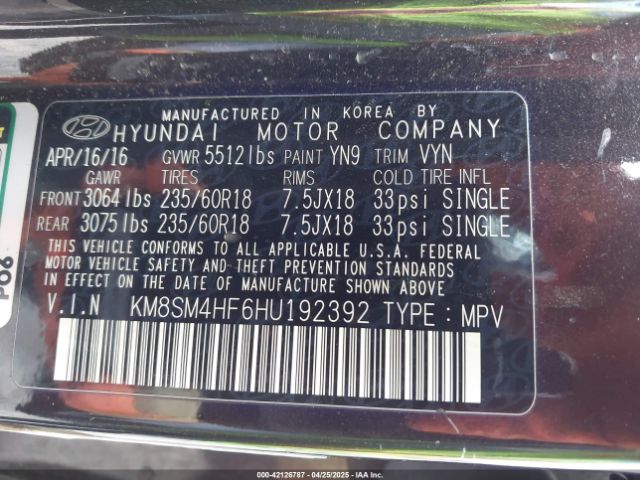 MANUFACTURED IN KOREA BY
HYUNDAI MOTOR COMPANY
APR/16/16 GVWR 5512lbs PAINT YN9 TRIM VYN
GAWR TIRES RIMS COLD TIRE INFL
FRONT 3064lbs 235/60R18 7.5JX18 33psi SINGLE
REAR 3075lbs 235/60R18 7.5JX18 33psi SINGLE
THIS VEHICLE CONFORMS TO ALL APPLICABLE U.S.A. FEDERAL
MOTOR VEHICLE SAFETY, AND THEFT PREVENTION STANDARDS
IN EFFECT ON THE DATE OF MANUFACTURE SHOWN ABOVE.
V.I.N KM8SM4HF6HU192392 TYPE : MPV
000-42126787 - 04/25/2025 - IAAI.COM